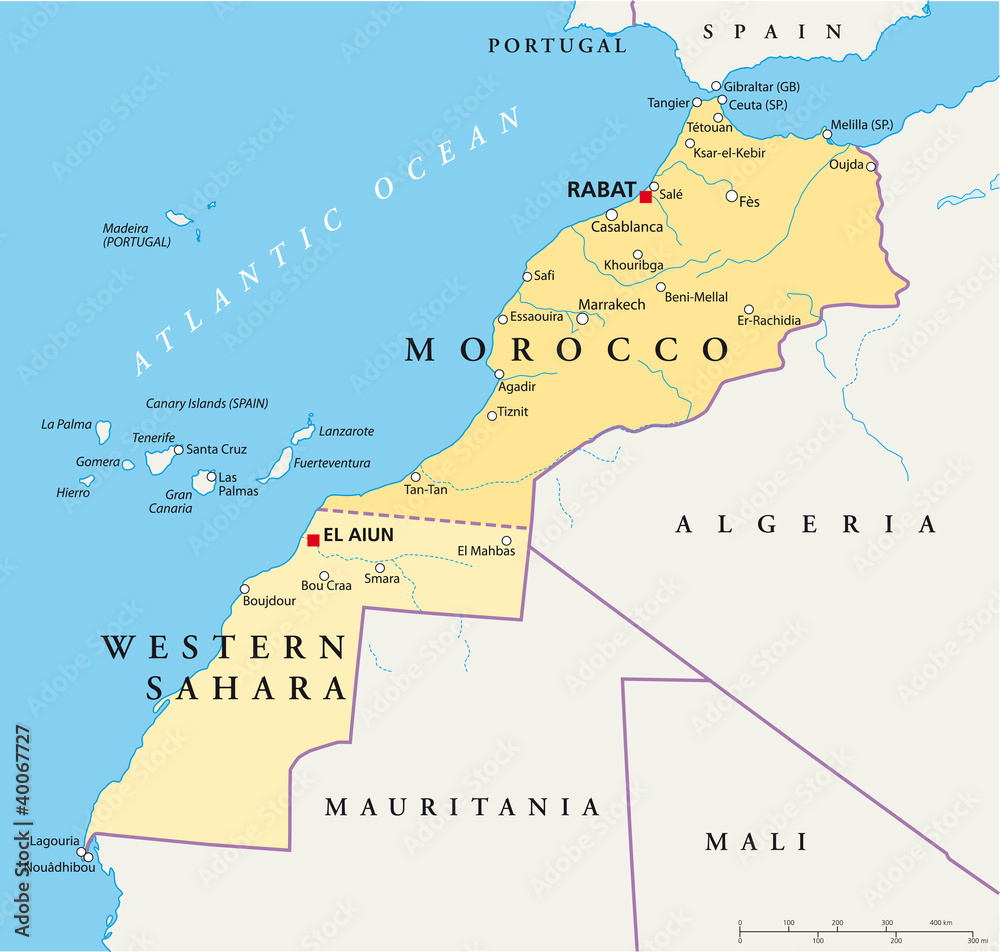 PORTUGAL
SPAIN
Gibraltar (GB)
Tangier
Ceuta (SP.)
Tétouan
Melilla (SP.)
Ksar-el-Kebir
Oujda
ATLANTIC OCEAN
RABAT
Salé
Fès
Madeira
(PORTUGAL)
Casablanca
Khouribga
Safi
Beni-Mellal
Marrakech
Essaouira
Er-Rachidia
MOROCCO
Agadir
Tiznit
Canary Islands (SPAIN)
La Palma
Lanzarote
Tenerife
Santa Cruz
Gomera
Fuerteventura
Hierro
Las
Palmas
Gran
Canaria
Tan-Tan
ALGERIA
EL AIUN
El Mahbas
Smara
Bou Craa
Boujdour
WESTERN
SAHARA
MAURITANIA
MALI
Lagouria
Nouâdhibou
0 100 200 300 400 km
0 100 200 300 mi
Adobe Stock | #40067727
Adobe Stock